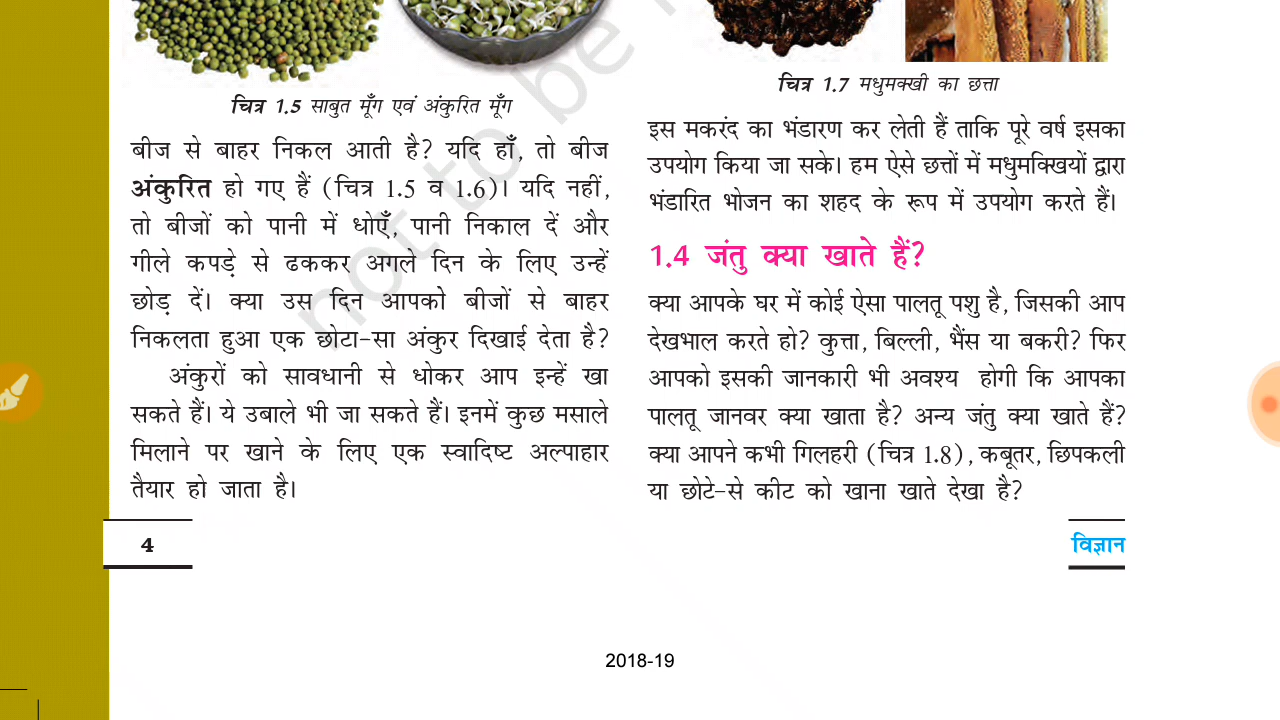 चित्र 1.5 साबुत मूँग एवं अंकुरित मूँग
बीज से बाहर निकल आती है? यदि हाँ, तो बीज
अंकुरित हो गए हैं (चित्र 1.5 व 1.6)। यदि नहीं,
तो बीजों को पानी में धोएँ, पानी निकाल दें और
गीले कपड़े से ढककर अगले दिन के लिए उन्हें
छोड़ दें। क्या उस दिन आपको बीजों से बाहर
निकलता हुआ एक छोटा-सा अंकुर दिखाई देता है?
अंकुरों को सावधानी से धोकर आप इन्हें खा
सकते हैं। ये उबाले भी जा सकते हैं। इनमें कुछ मसाले
मिलाने पर खाने के लिए एक स्वादिष्ट अल्पाहार
तैयार हो जाता है।
चित्र 1.7 मधुमक्खी का छत्ता
इस मकरंद का भंडारण कर लेती हैं ताकि पूरे वर्ष इसका
उपयोग किया जा सके। हम ऐसे छत्तों में मधुमक्खियों द्वारा
भंडारित भोजन का शहद के रूप में उपयोग करते हैं।
1.4 जंतु क्या खाते हैं?
क्या आपके घर में कोई ऐसा पालतू पशु है, जिसकी आप
देखभाल करते हो? कुत्ता, बिल्ली, भैंस या बकरी? फिर
आपको इसकी जानकारी भी अवश्य होगी कि आपका
पालतू जानवर क्या खाता है? अन्य जंतु क्या खाते हैं?
क्या आपने कभी गिलहरी (चित्र 1.8), कबूतर, छिपकली
या छोटे-से कीट को खाना खाते देखा है?
4
विज्ञान
2018-19
not to be